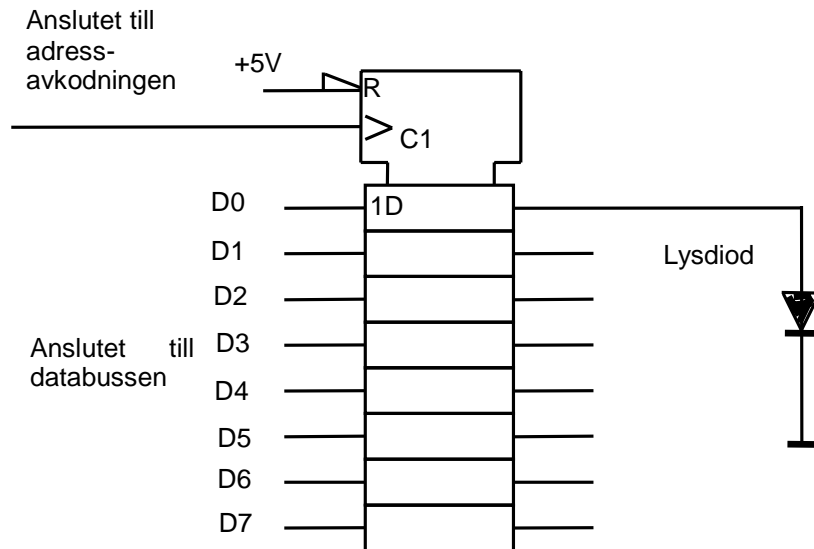 Anslutet till
adress-
avkodningen
+5V
R
C1
D0
1D
D1
Lysdiod
D2
Anslutet till
databussen
D3
D4
D5
D6
D7